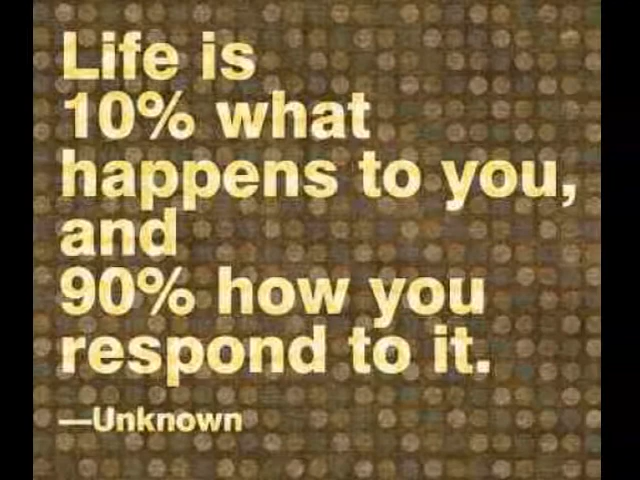 Life is
10% what
happens to you,
and
90% how you
respond to it.
—Unknown